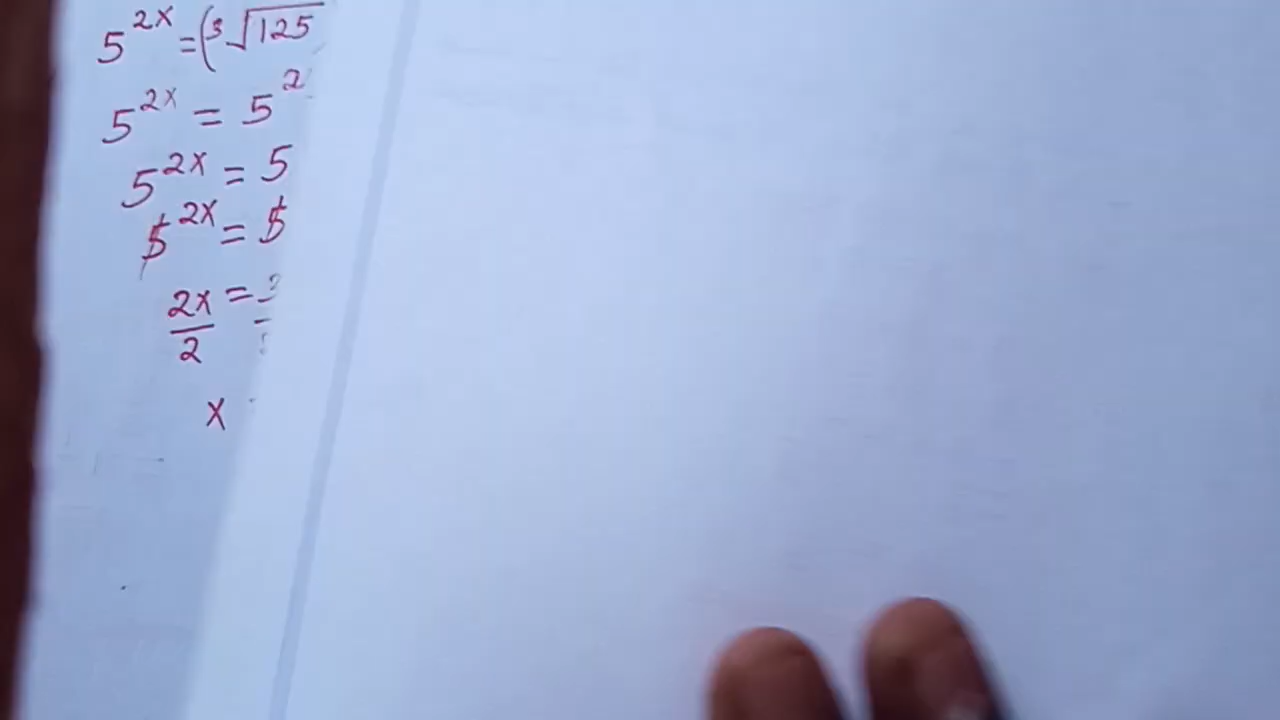 5^2x = (³√125
5^2x = 5^2
5^2x = 5
5^2x = 5
2x/2 =
x